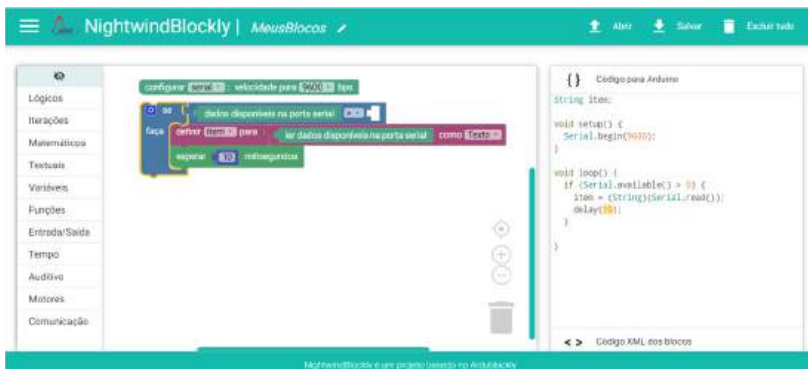 NightwindBlockly | MeusBlocos
Abrir
Salvar
Excluir tudo
Lógicos
Iterações
Matemáticos
Textuais
Variáveis
Funções
Entrada/Saída
Tempo
Auditivo
Motores
Comunicação
configurar serial : velocidade para 9600 bps
se dados disponíveis na porta serial
faça definir item para ler dados disponíveis na porta serial como Texto
esperar 10 milisegundos
{} Código para Arduino
String item;
void setup() {
Serial.begin(9600);
}
void loop() {
if (Serial.available() > 0) {
item = (String)(Serial.read());
delay(10);
}
}
< > Código XML dos blocos
NightwindBlockly é um projeto baseado no Ardublockly